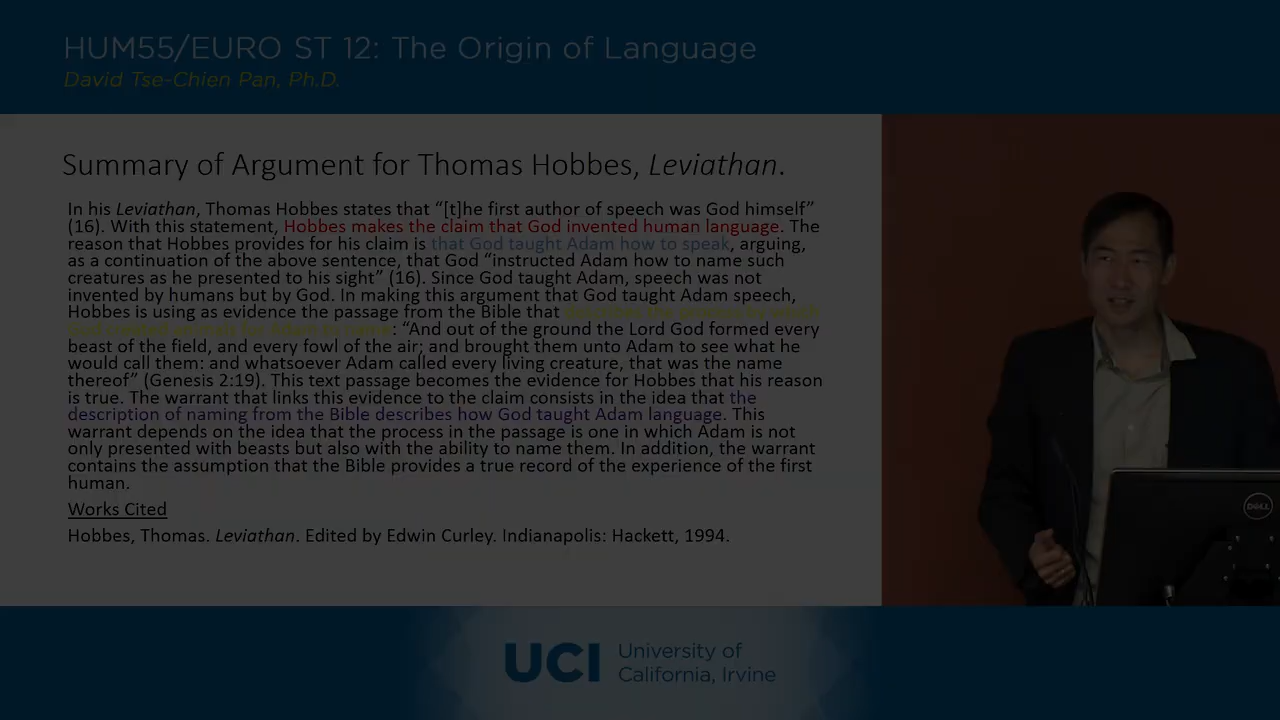 HUM55/EURO ST 12: The Origin of Language
David Tse-Chien Pan, Ph.D.
Summary of Argument for Thomas Hobbes, Leviathan.
In his Leviathan, Thomas Hobbes states that “[t]he first author of speech was God himself”
(16). With this statement, Hobbes makes the claim that God invented human language. The
reason that Hobbes provides for his claim is that God taught Adam how to speak, arguing,
as a continuation of the above sentence, that God “instructed Adam how to name such
creatures as he presented to his sight” (16). Since God taught Adam, speech was not
invented by humans but by God. In making this argument that God taught Adam speech,
Hobbes is using as evidence the passage from the Bible that describes the process by which
God created animals for Adam to name: “And out of the ground the Lord God formed every
beast of the field, and every fowl of the air; and brought them unto Adam to see what he
would call them: and whatsoever Adam called every living creature, that was the name
thereof” (Genesis 2:19). This text passage becomes the evidence for Hobbes that his reason
is true. The warrant that links this evidence to the claim consists in the idea that the
description of naming from the Bible describes how God taught Adam language. This
warrant depends on the idea that the process in the passage is one in which Adam is not
only presented with beasts but also with the ability to name them. In addition, the warrant
contains the assumption that the Bible provides a true record of the experience of the first
human.
Works Cited
Hobbes, Thomas. Leviathan. Edited by Edwin Curley. Indianapolis: Hackett, 1994.
DELL
UCI University of
California, Irvine